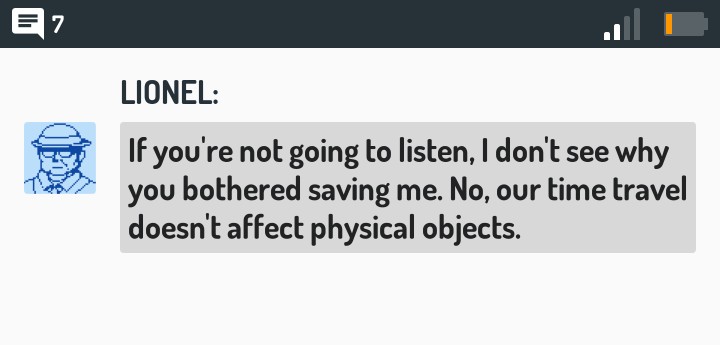 7
LIONEL:
If you're not going to listen, I don't see why
you bothered saving me. No, our time travel
doesn't affect physical objects.